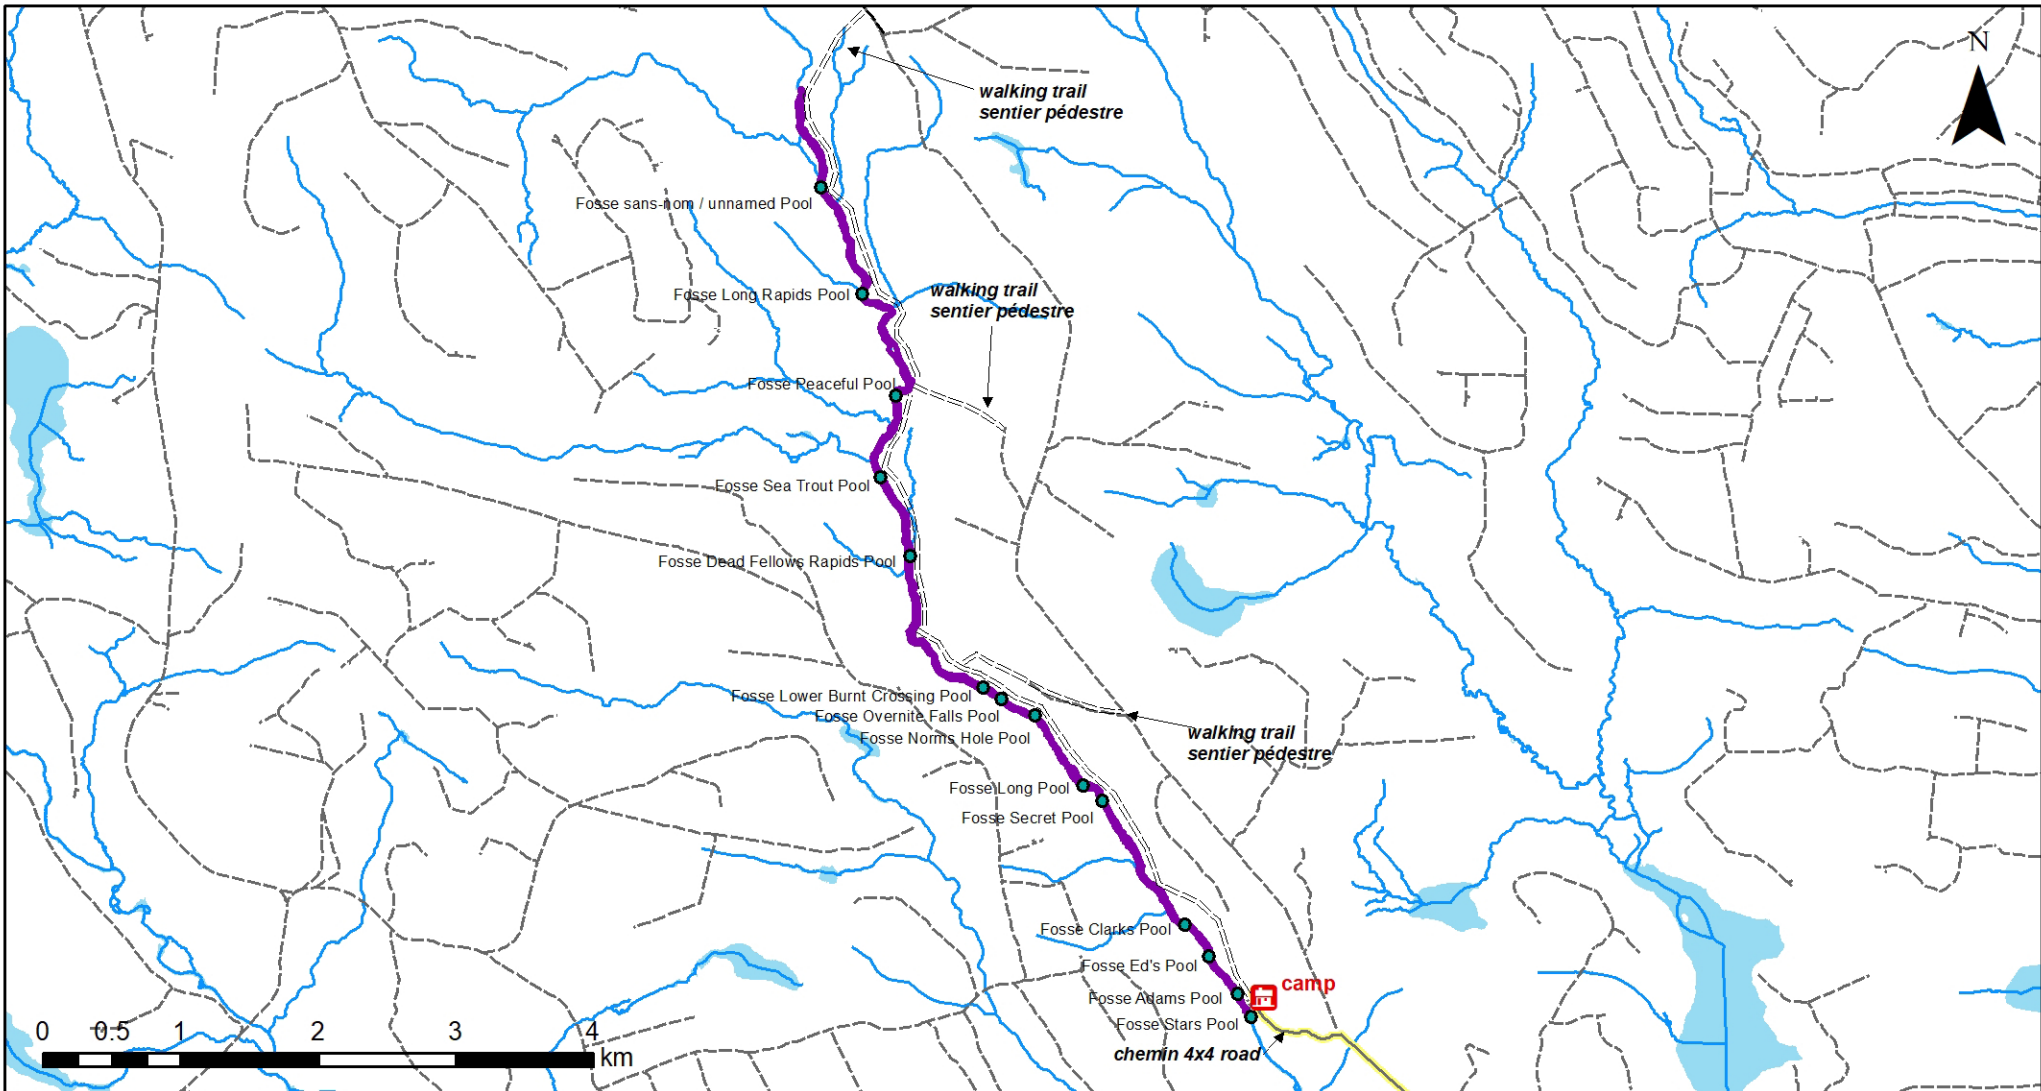 N
walking trail
sentier pédestre
Fosse sans-nom / unnamed Pool
Fosse Long Rapids Pool
walking trail
sentier pédestre
Fosse Peaceful Pool
Fosse Sea Trout Pool
Fosse Dead Fellows Rapids Pool
Fosse Lower Burnt Crossing Pool
Fosse Overnite Falls Pool
Fosse Norms Hole Pool
walking trail
sentier pédestre
Fosse Long Pool
Fosse Secret Pool
Fosse Clarks Pool
Fosse Ed's Pool
camp
Fosse Adams Pool
Fosse Stars Pool
chemin 4x4 road
0 0.5 1 2 3 4
km